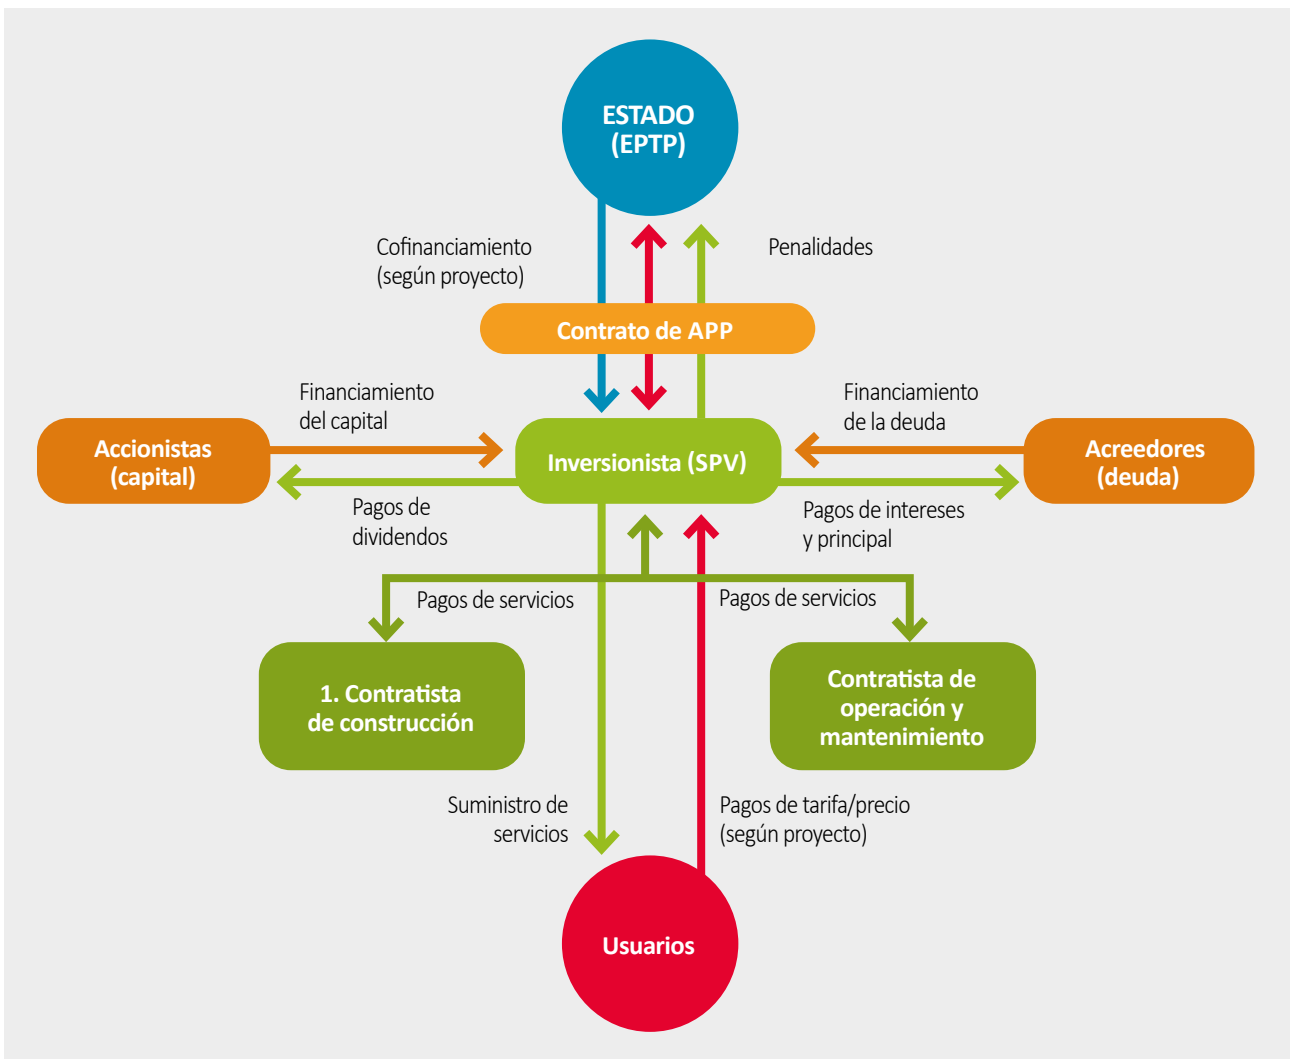 ESTADO
(EPTP)
Cofinanciamiento
(según proyecto)
Penalidades
Contrato de APP
Financiamiento
del capital
Financiamiento
de la deuda
Accionistas
(capital)
Inversionista (SPV)
Acreedores
(deuda)
Pagos de
dividendos
Pagos de intereses
y principal
Pagos de servicios
Pagos de servicios
1. Contratista
de construcción
Contratista de
operación y
mantenimiento
Suministro de
servicios
Pagos de tarifa/precio
(según proyecto)
Usuarios